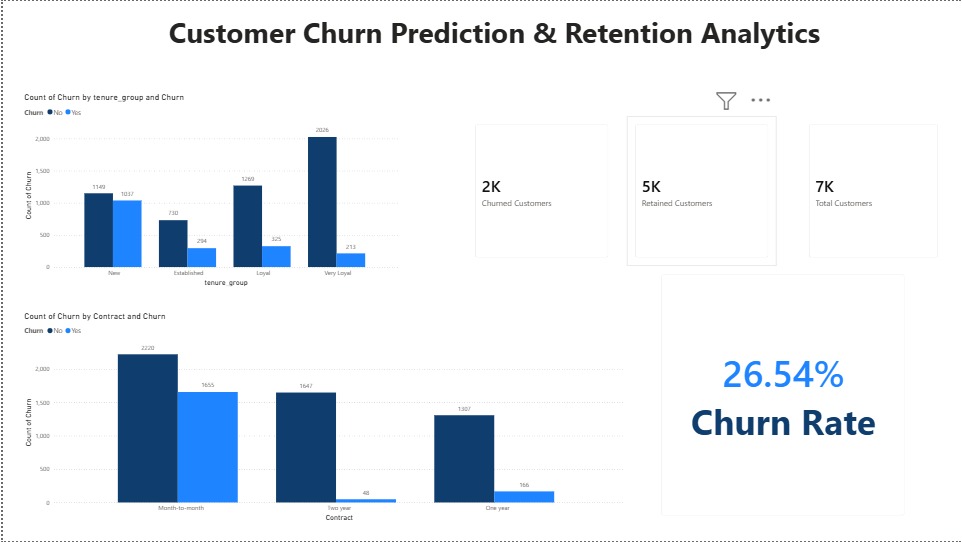 Customer Churn Prediction & Retention Analytics
Count of Churn by tenure_group and Churn
Churn No Yes
Count of Churn
2,000
1,500
1,000
500
0
1149
1037
730
294
1269
325
2026
213
New
Established
Loyal
Very Loyal
tenure_group
2K
Churned Customers
5K
Retained Customers
7K
Total Customers
Count of Churn by Contract and Churn
Churn No Yes
Count of Churn
2,000
1,500
1,000
500
0
2220
1655
1647
48
1307
166
Month-to-month
Two year
One year
Contract
26.54%
Churn Rate